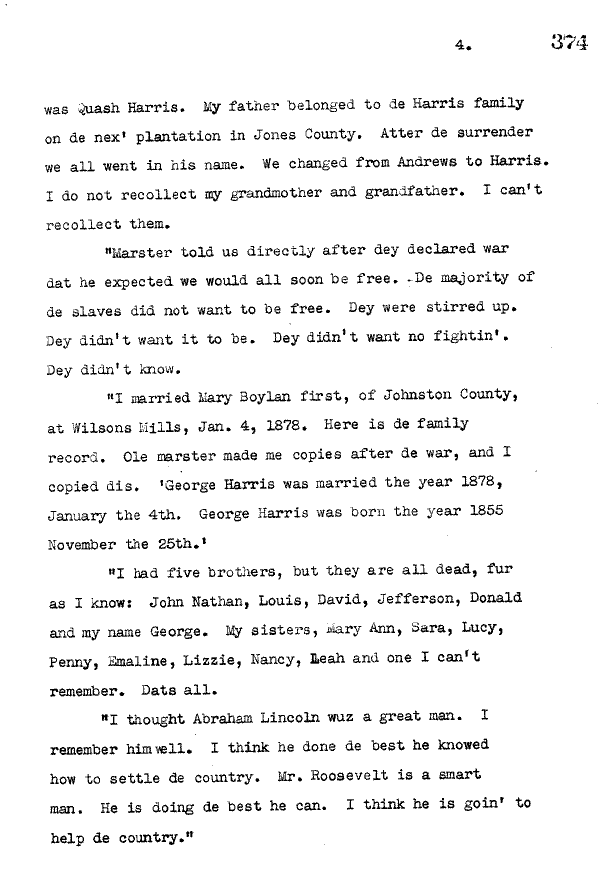 4. 374
was Quash Harris. My father belonged to de Harris family
on de nex' plantation in Jones County. Atter de surrender
we all went in his name. We changed from Andrews to Harris.
I do not recollect my grandmother and grandfather. I can't
recollect them.
"Marster told us directly after dey declared war
dat he expected we would all soon be free. De majority of
de slaves did not want to be free. Dey were stirred up.
Dey didn't want it to be. Dey didn't want no fightin'.
Dey didn't know.
"I married Mary Boylan first, of Johnston County,
at Wilsons Mills, Jan. 4, 1878. Here is de family
record. Ole marster made me copies after de war, and I
copied dis. 'George Harris was married the year 1878,
January the 4th. George Harris was born the year 1855
November the 25th.'
"I had five brothers, but they are all dead, fur
as I know: John Nathan, Louis, David, Jefferson, Donald
and my name George. My sisters, Mary Ann, Sara, Lucy,
Penny, Emaline, Lizzie, Nancy, Leah and one I can't
remember. Dats all.
"I thought Abraham Lincoln wuz a great man. I
remember him well. I think he done de best he knowed
how to settle de country. Mr. Roosevelt is a smart
man. He is doing de best he can. I think he is goin' to
help de country."